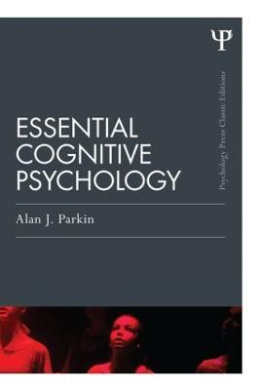 Ψ
Psychology Press Classic Editions
ESSENTIAL
COGNITIVE
PSYCHOLOGY
Alan J. Parkin